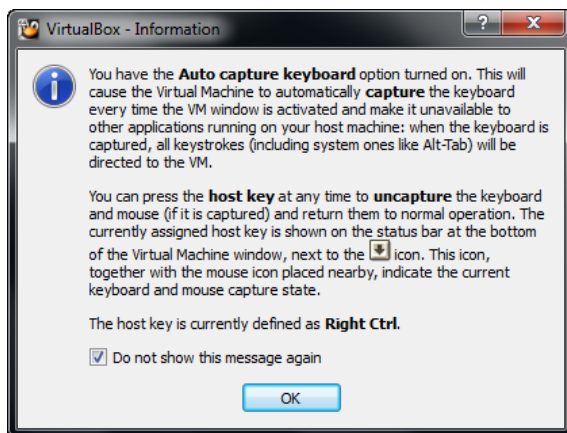 VirtualBox - Information
You have the Auto capture keyboard option turned on. This will
cause the Virtual Machine to automatically capture the keyboard
every time the VM window is activated and make it unavailable to
other applications running on your host machine: when the keyboard is
captured, all keystrokes (including system ones like Alt-Tab) will be
directed to the VM.
You can press the host key at any time to uncapture the keyboard
and mouse (if it is captured) and return them to normal operation. The
currently assigned host key is shown on the status bar at the bottom
of the Virtual Machine window, next to the icon. This icon,
together with the mouse icon placed nearby, indicate the current
keyboard and mouse capture state.
The host key is currently defined as Right Ctrl.
Do not show this message again
OK